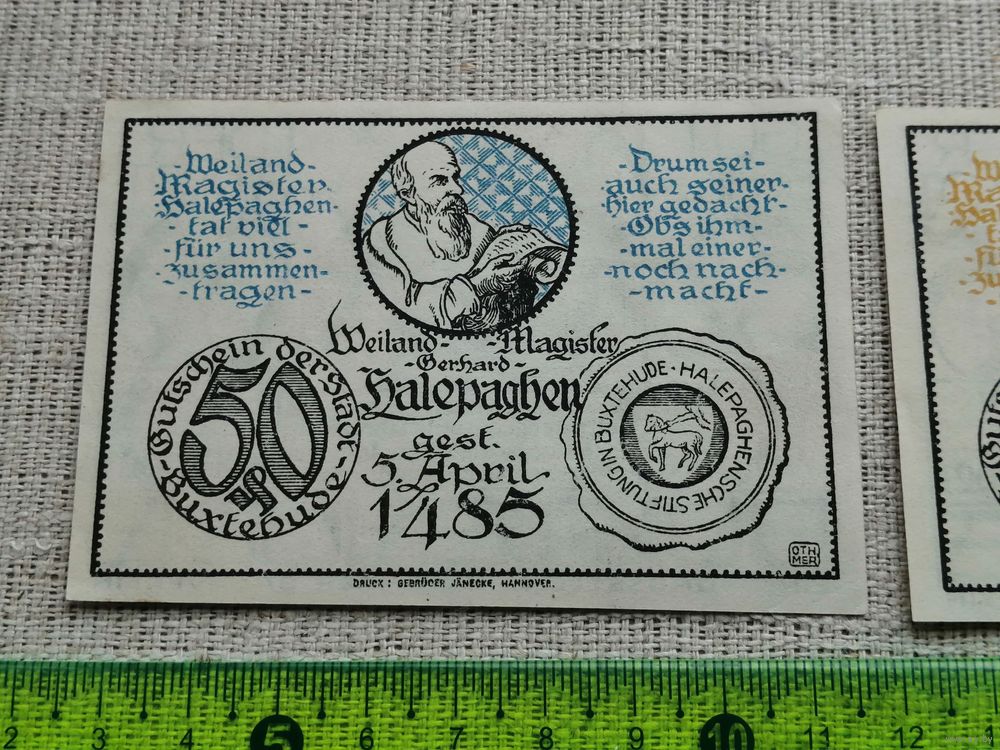 -Weiland-
Magister
Halepaghen-
tat viel-
-für uns-
-zusammen-
-tragen-
-Drum sei-
-auch seiner-
-hier gedacht-
-Obs ihm-
-mal einer-
-noch nach-
-macht-
Weiland- -Magister
-Gerhard-
Halepaghen
gest.
5. April
1485
-Gutschein der Stadt-
50
-Buxtehude-
STIFTUNG IN BUXTEHUDE · HALEPAGHENSCHE
OTH
MER
DRUCK : GEBRÜDER JÄNECKE, HANNOVER.
2 3 4 5 6 7 8 9 10 11 12